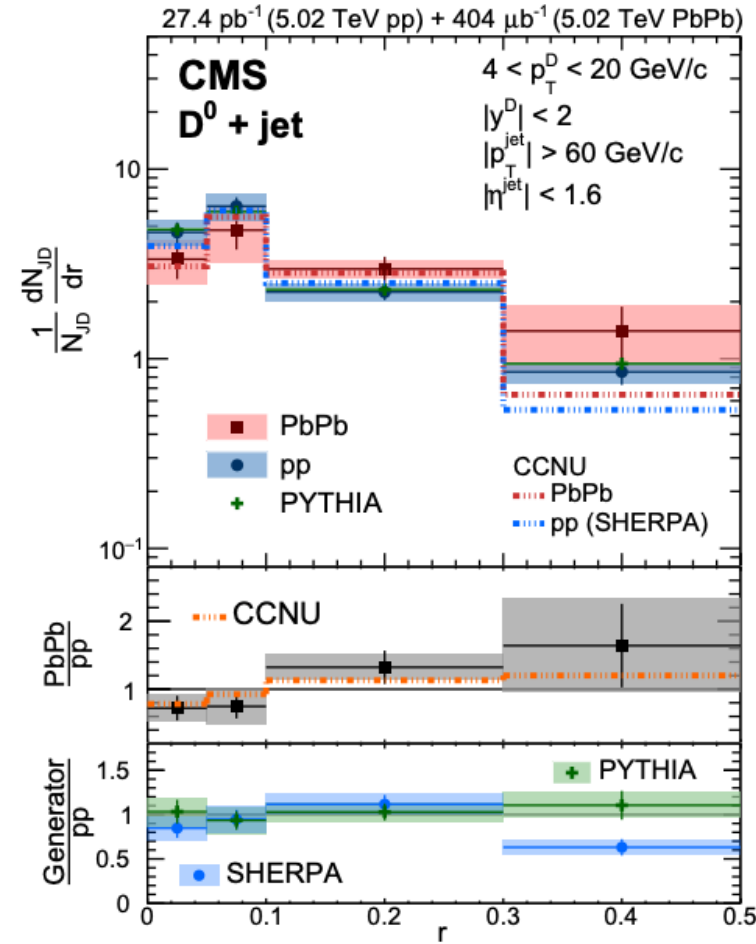 27.4 pb⁻¹ (5.02 TeV pp) + 404 μb⁻¹ (5.02 TeV PbPb)
CMS
D⁰ + jet
4 < p_T^D < 20 GeV/c
|y^D| < 2
|p_T^jet| > 60 GeV/c
|η^jet| < 1.6
10
1
10⁻¹
1/N_JD dN_JD/dr
PbPb
pp
PYTHIA
CCNU
PbPb
pp (SHERPA)
PbPb/pp
2
1
CCNU
Generator/pp
1.5
1
0.5
0
PYTHIA
SHERPA
0 0.1 0.2 0.3 0.4 0.5
r